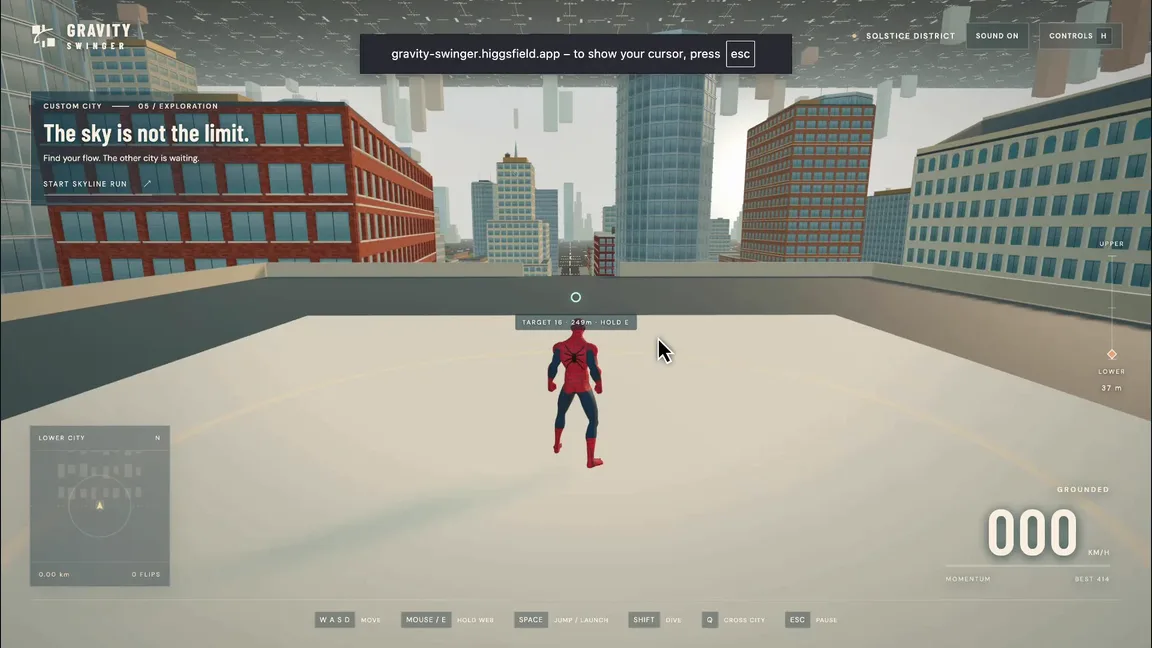 GRAVITY
SWINGER
gravity-swinger.higgsfield.app – to show your cursor, press esc
SOLSTICE DISTRICT
SOUND ON
CONTROLS H
CUSTOM CITY — 05 / EXPLORATION
The sky is not the limit.
Find your flow. The other city is waiting.
START SKYLINE RUN
UPPER
TARGET 16 · 249m · HOLD E
LOWER
37 m
LOWER CITY N
0.00 km 0 FLIPS
GROUNDED
000 KM/H
MOMENTUM BEST 414
W A S D MOVE MOUSE / E HOLD WEB SPACE JUMP / LAUNCH SHIFT DIVE Q CROSS CITY ESC PAUSE